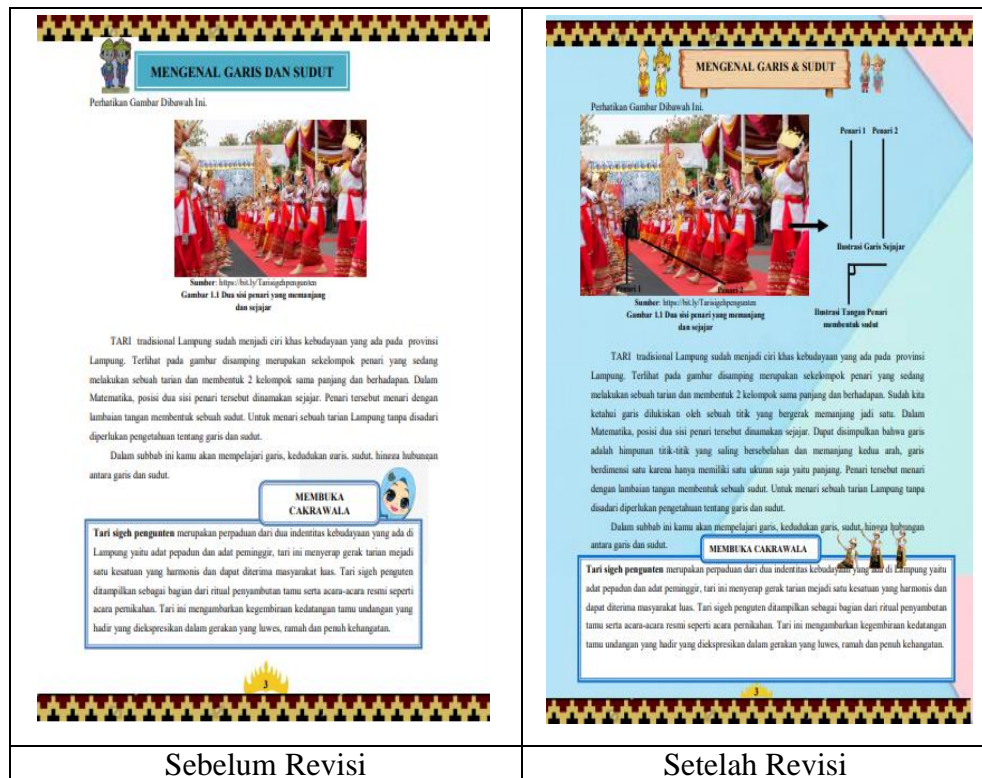 MENGENAL GARIS DAN SUDUT
Perhatikan Gambar Dibawah Ini.
Sumber: https://bit.ly/Tarisigehpengunten
Gambar 1.1 Dua sisi penari yang memanjang
dan sejajar
TARI tradisional Lampung sudah menjadi ciri khas kebudayaan yang ada pada provinsi
Lampung. Terlihat pada gambar disamping merupakan sekelompok penari yang sedang
melakukan sebuah tarian dan membentuk 2 kelompok sama panjang dan berhadapan. Dalam
Matematika, posisi dua sisi penari tersebut dinamakan sejajar. Penari tersebut menari dengan
lambaian tangan membentuk sebuah sudut. Untuk menari sebuah tarian Lampung tanpa disadari
diperlukan pengetahuan tentang garis dan sudut.
Dalam subbab ini kamu akan mempelajari garis, kedudukan garis, sudut, hingga hubungan
antara garis dan sudut.
MEMBUKA
CAKRAWALA
Tari sigeh pengunten merupakan perpaduan dari dua indentitas kebudayaan yang ada di
Lampung yaitu adat pepadun dan adat peminggir, tari ini menyerap gerak tarian mejadi
satu kesatuan yang harmonis dan dapat diterima masyarakat luas. Tari sigeh penguten
ditampilkan sebagai bagian dari ritual penyambutan tamu serta acara-acara resmi seperti
acara pernikahan. Tari ini mengambarkan kegembiraan kedatangan tamu undangan yang
hadir yang diekspresikan dalam gerakan yang luwes, ramah dan penuh kehangatan.
3
Sebelum Revisi
MENGENAL GARIS & SUDUT
Perhatikan Gambar Dibawah Ini.
Penari 1 Penari 2
Ilustrasi Garis Sejajar
Penari 1 Penari 2
Sumber: https://bit.ly/Tarisigehpengunten
Gambar 1.1 Dua sisi penari yang memanjang
dan sejajar
Ilustrasi Tangan Penari
membentuk sudut
TARI tradisional Lampung sudah menjadi ciri khas kebudayaan yang ada pada provinsi
Lampung. Terlihat pada gambar disamping merupakan sekelompok penari yang sedang
melakukan sebuah tarian dan membentuk 2 kelompok sama panjang dan berhadapan. Sudah kita
ketahui garis dilukiskan oleh sebuah titik yang bergerak memanjang jadi satu. Dalam
Matematika, posisi dua sisi penari tersebut dinamakan sejajar. Dapat disimpulkan bahwa garis
adalah himpunan titik-titik yang saling bersebelahan dan memanjang kedua arah, garis
berdimensi satu karena hanya memiliki satu ukuran saja yaitu panjang. Penari tersebut menari
dengan lambaian tangan membentuk sebuah sudut. Untuk menari sebuah tarian Lampung tanpa
disadari diperlukan pengetahuan tentang garis dan sudut.
Dalam subbab ini kamu akan mempelajari garis, kedudukan garis, sudut, hingga hubungan
antara garis dan sudut.
MEMBUKA CAKRAWALA
Tari sigeh pengunten merupakan perpaduan dari dua indentitas kebudayaan yang ada di Lampung yaitu
adat pepadun dan adat peminggir, tari ini menyerap gerak tarian mejadi satu kesatuan yang harmonis dan
dapat diterima masyarakat luas. Tari sigeh penguten ditampilkan sebagai bagian dari ritual penyambutan
tamu serta acara-acara resmi seperti acara pernikahan. Tari ini mengambarkan kegembiraan kedatangan
tamu undangan yang hadir yang diekspresikan dalam gerakan yang luwes, ramah dan penuh kehangatan.
3
Setelah Revisi